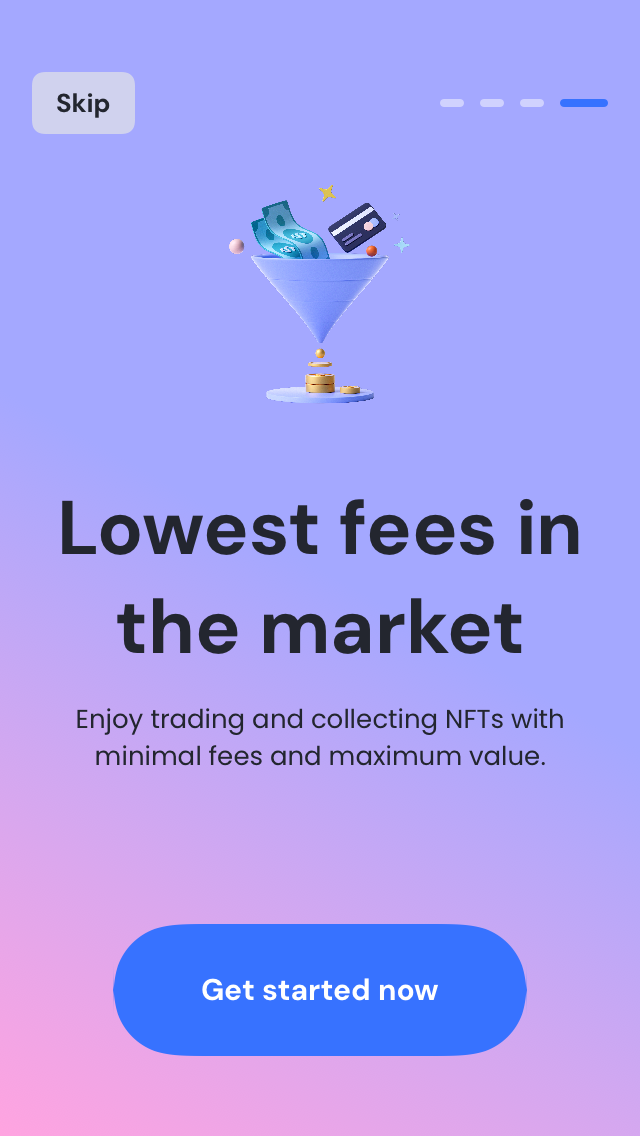 Skip
Lowest fees in
the market
Enjoy trading and collecting NFTs with
minimal fees and maximum value.
Get started now